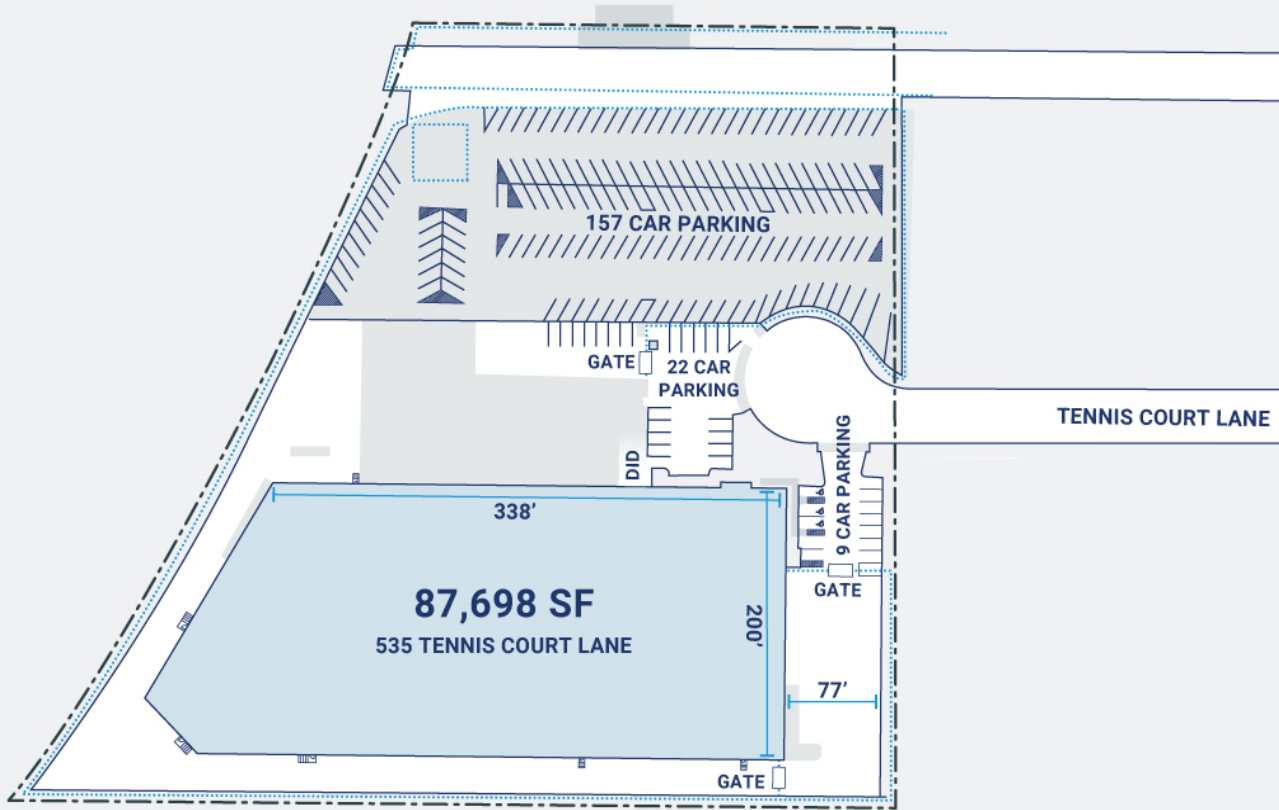 157 CAR PARKING
GATE
22 CAR
PARKING
TENNIS COURT LANE
DID
9 CAR PARKING
338’
87,698 SF
535 TENNIS COURT LANE
200’
GATE
77’
GATE